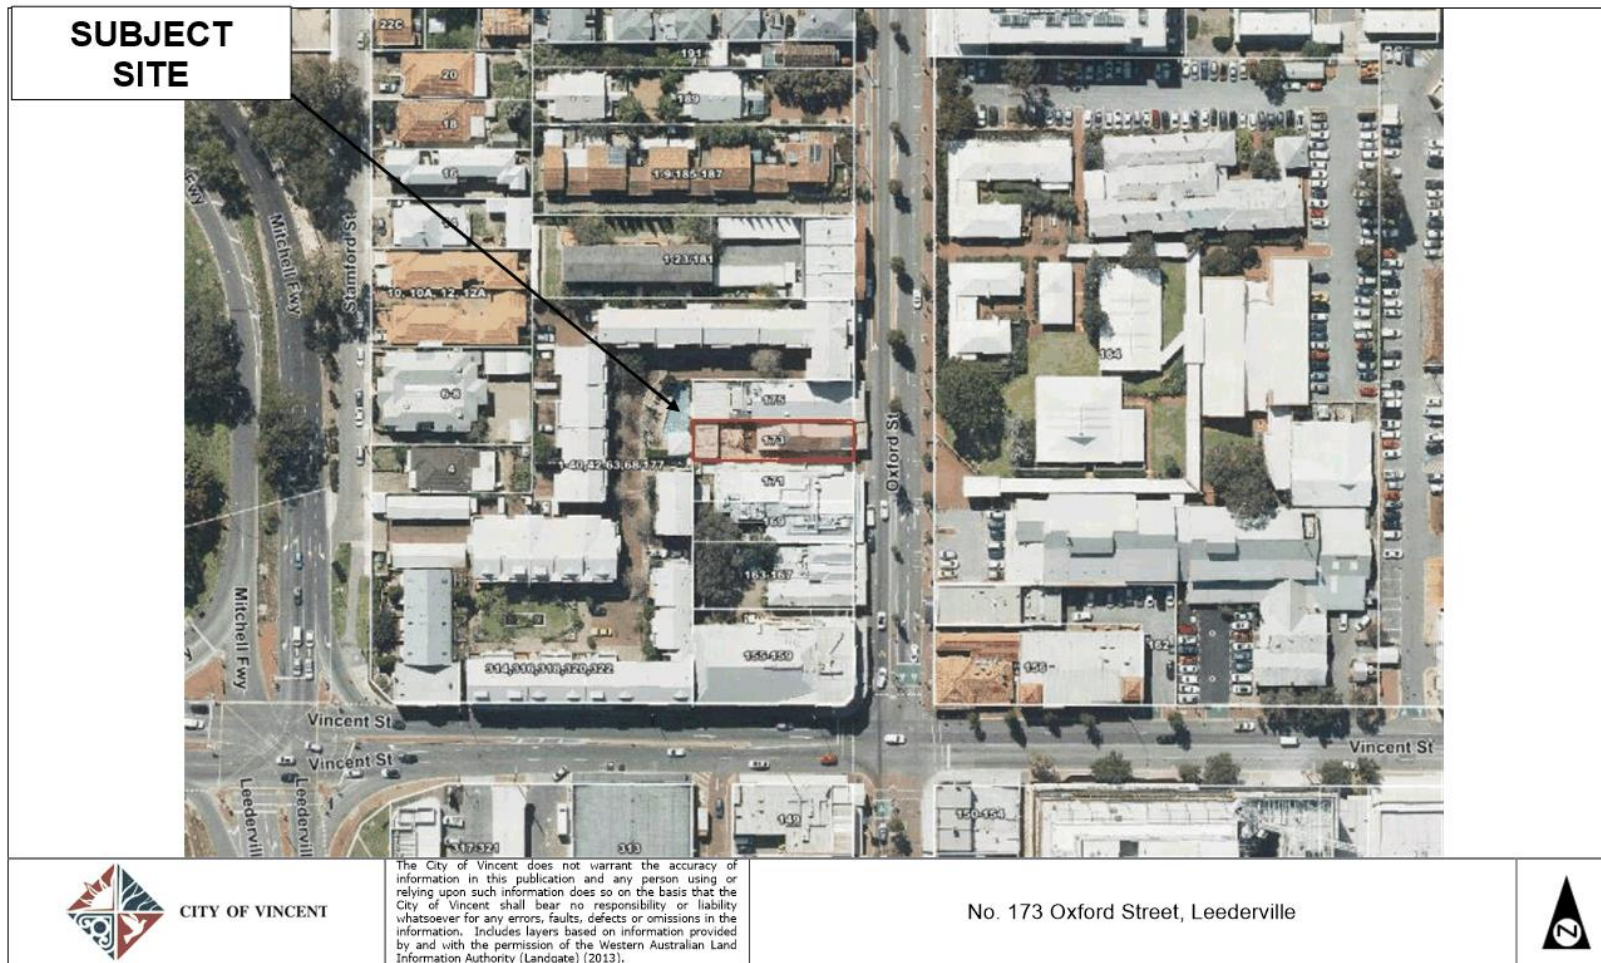 SUBJECT
SITE
22C
191
20
189
18
16
1-9/185-187
14
1-23/181
10, 10A, 12, 12A
164
6-8
175
173
4
1-40,42-63,68/177
171
169
163-167
155-159
314,316,318,320,322
156
162
149
150-154
317-321
313
Fwy
Mitchell Fwy
Stamford St
Oxford St
Mitchell Fwy
Vincent St
Vincent St
Vincent St
Leedervill
Leedervill
CITY OF VINCENT
The City of Vincent does not warrant the accuracy of
information in this publication and any person using or
relying upon such information does so on the basis that the
City of Vincent shall bear no responsibility or liability
whatsoever for any errors, faults, defects or omissions in the
information. Includes layers based on information provided
by and with the permission of the Western Australian Land
Information Authority (Landgate) (2013).
No. 173 Oxford Street, Leederville
N